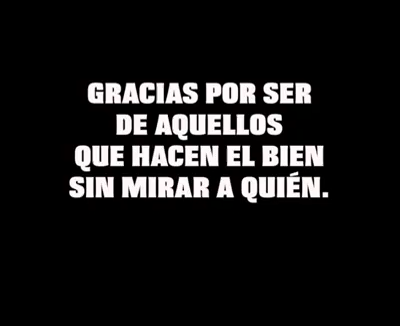 GRACIAS POR SER
DE AQUELLOS
QUE HACEN EL BIEN
SIN MIRAR A QUIÉN.